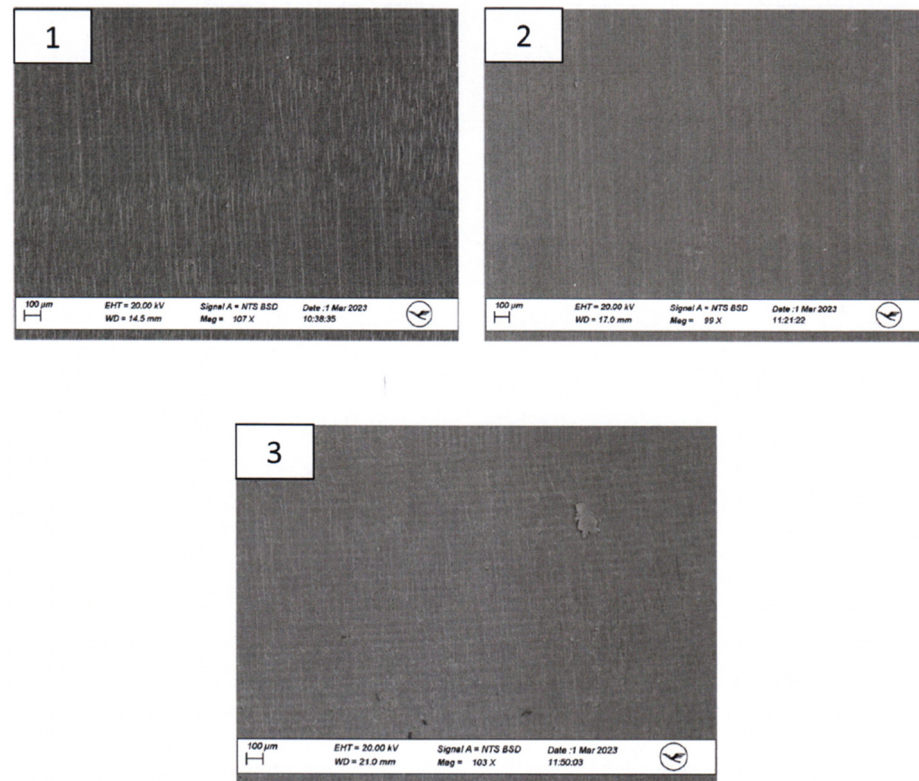 1
100 µm
EHT = 20.00 kV
Signal A = NTS BSD
Date :1 Mar 2023
WD = 14.5 mm
Mag = 107 X
10:38:35
2
100 µm
EHT = 20.00 kV
Signal A = NTS BSD
Date :1 Mar 2023
WD = 17.0 mm
Mag = 99 X
11:21:22
3
100 µm
EHT = 20.00 kV
Signal A = NTS BSD
Date :1 Mar 2023
WD = 21.0 mm
Mag = 103 X
11:50:03